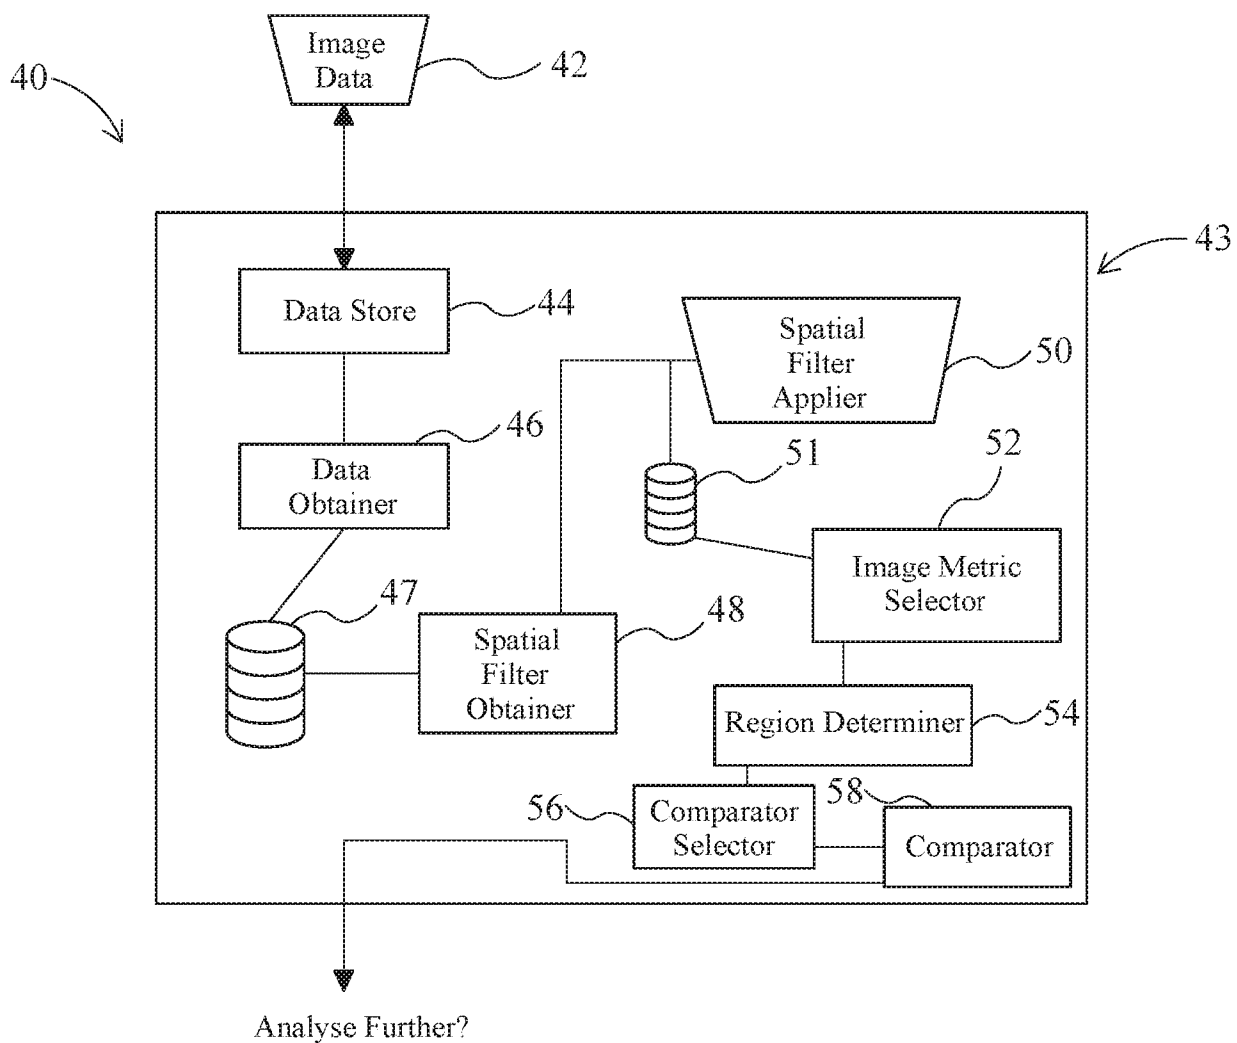 Image
Data
42
40
43
Data Store
44
Spatial
Filter
Applier
50
46
Data
Obtainer
51
52
Image Metric
Selector
47
48
Spatial
Filter
Obtainer
Region Determiner
54
56
Comparator
Selector
58
Comparator
Analyse Further?